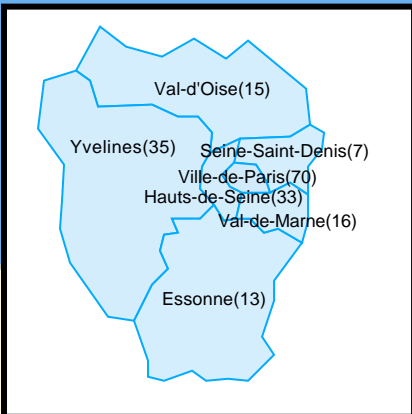 Val-d'Oise(15)
Yvelines(35)
Seine-Saint-Denis(7)
Ville-de-Paris(70)
Hauts-de-Seine(33)
Val-de-Marne(16)
Essonne(13)